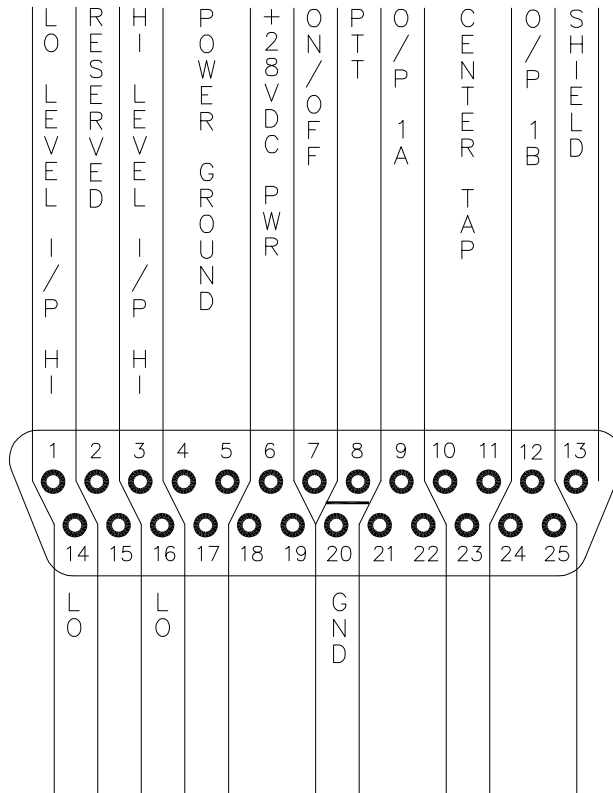 LO LEVEL I/P HI
RESERVED
HI LEVEL I/P HI
POWER GROUND
+28VDC PWR
ON/OFF
PTT
O/P 1A
CENTER TAP
O/P 1B
SHIELD
1 2 3 4 5 6 7 8 9 10 11 12 13
14 15 16 17 18 19 20 21 22 23 24 25
LO
LO
GND